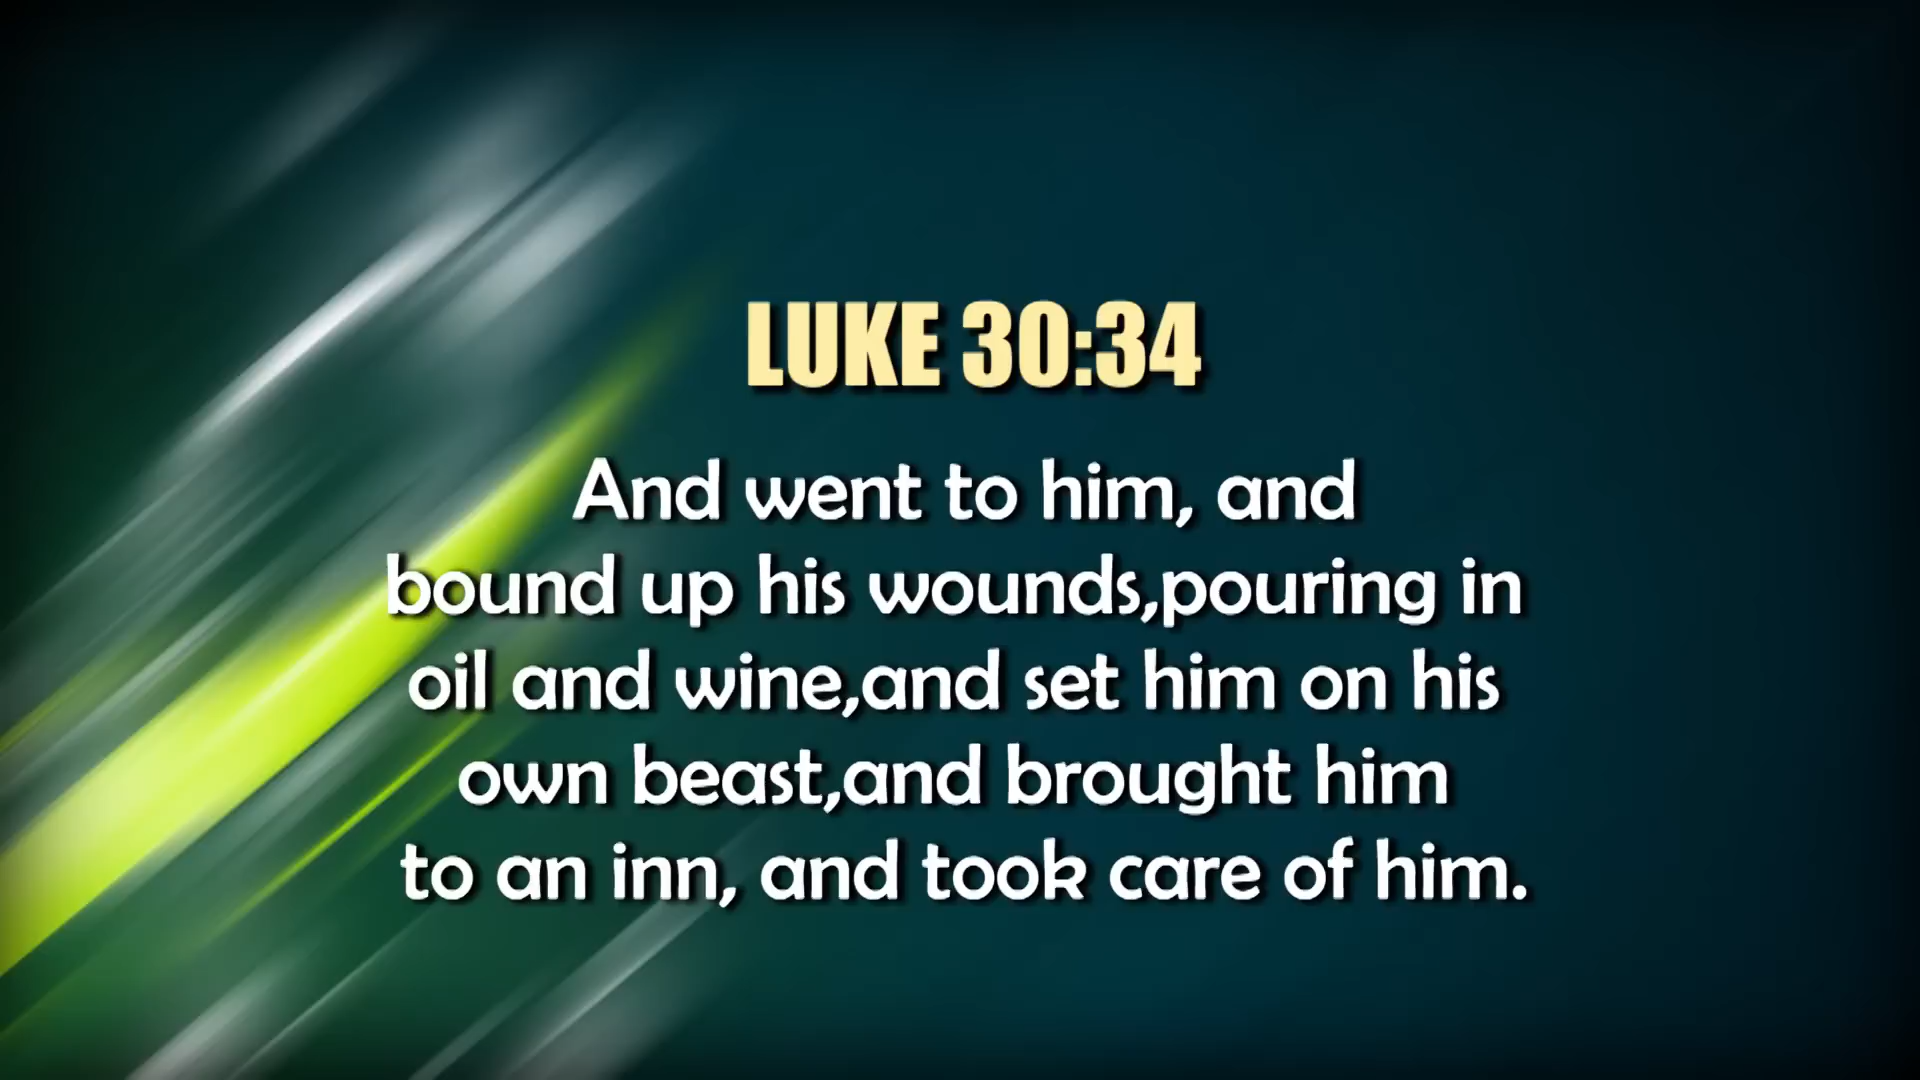 LUKE 30:34
And went to him, and
bound up his wounds,pouring in
oil and wine,and set him on his
own beast,and brought him
to an inn, and took care of him.